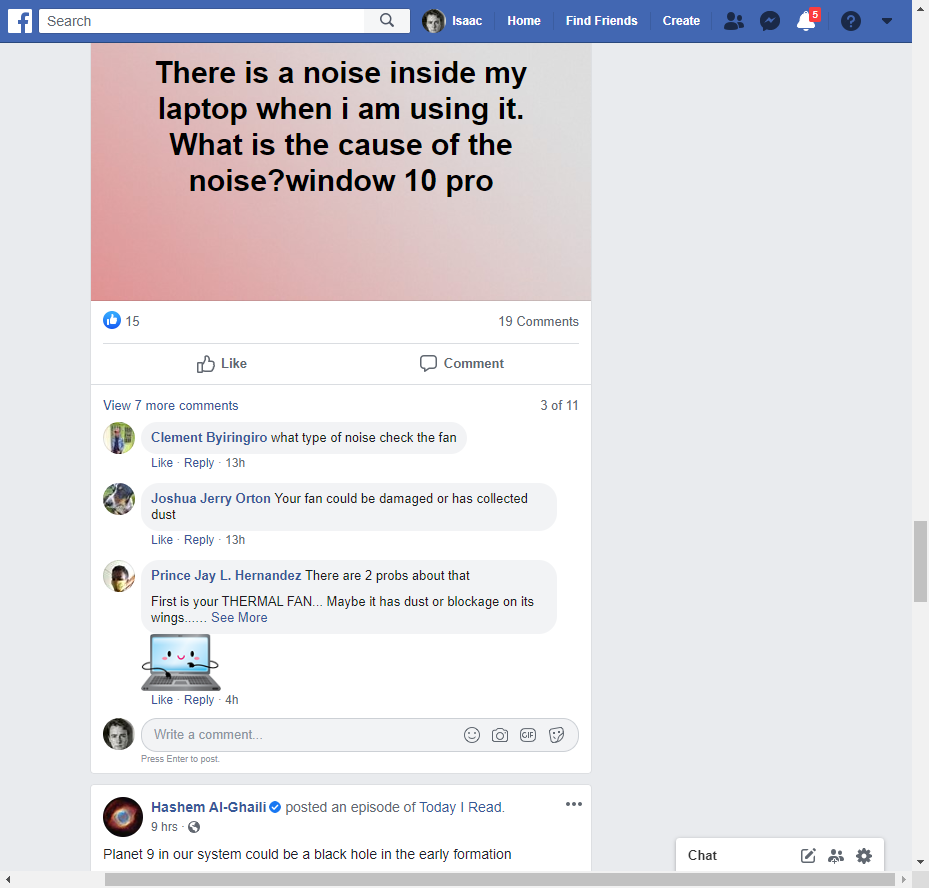 Search
Isaac
Home
Find Friends
Create
5
There is a noise inside my
laptop when i am using it.
What is the cause of the
noise?window 10 pro
15
19 Comments
Like
Comment
View 7 more comments
3 of 11
Clement Byiringiro what type of noise check the fan
Like · Reply · 13h
Joshua Jerry Orton Your fan could be damaged or has collected
dust
Like · Reply · 13h
Prince Jay L. Hernandez There are 2 probs about that
First is your THERMAL FAN... Maybe it has dust or blockage on its
wings...... See More
Like · Reply · 4h
Write a comment...
GIF
Press Enter to post.
Hashem Al-Ghaili posted an episode of Today I Read.
9 hrs ·
Planet 9 in our system could be a black hole in the early formation
Chat